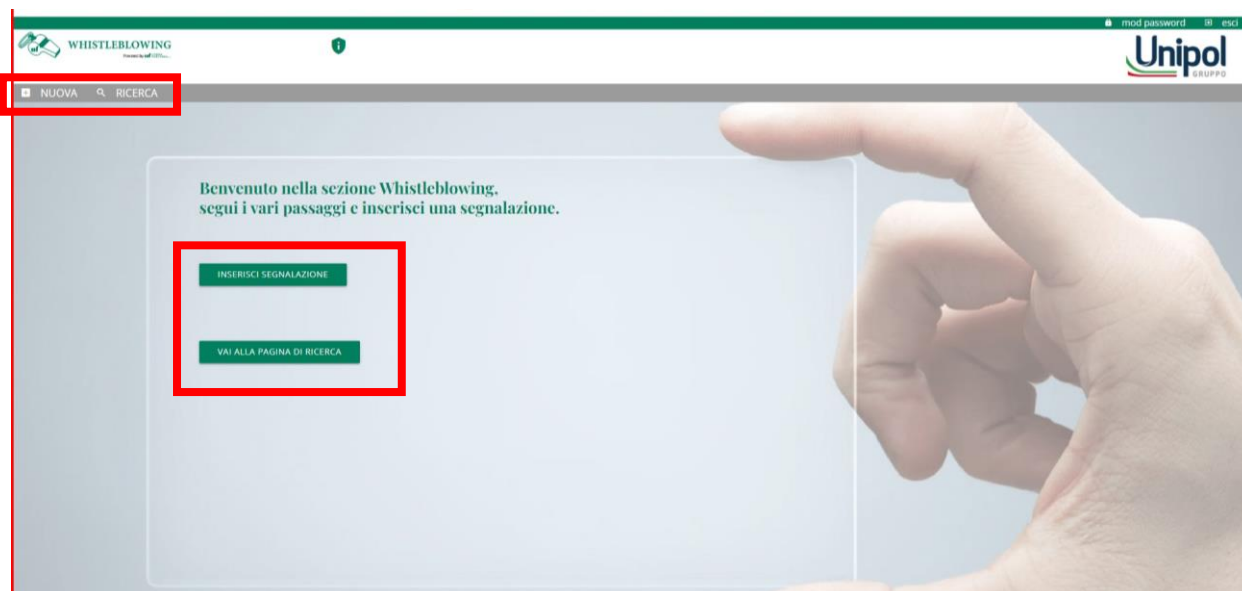 mod password esci
WHISTLEBLOWING
Unipol
GRUPPO
NUOVA RICERCA
Benvenuto nella sezione Whistleblowing,
segui i vari passaggi e inserisci una segnalazione.
INSERISCI SEGNALAZIONE
VAI ALLA PAGINA DI RICERCA